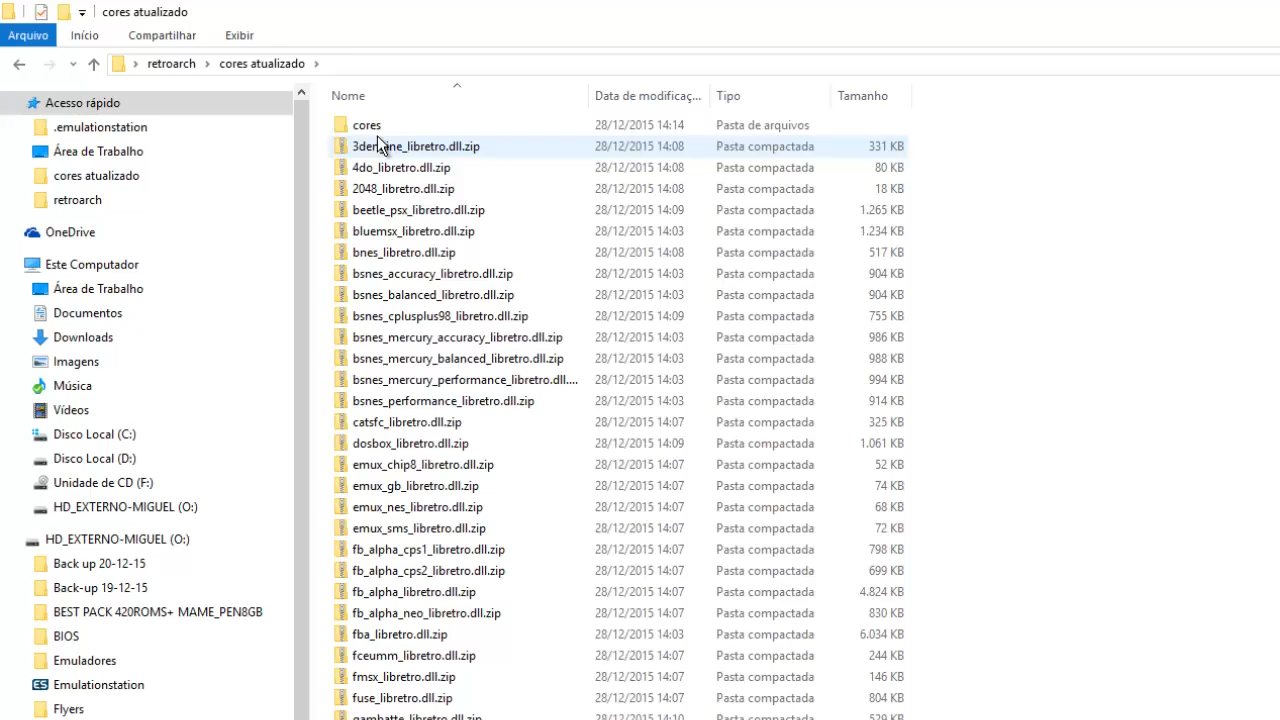 cores atualizado
Arquivo Início Compartilhar Exibir
retroarch cores atualizado
Acesso rápido
.emulationstation
Área de Trabalho
cores atualizado
retroarch
OneDrive
Este Computador
Área de Trabalho
Documentos
Downloads
Imagens
Música
Vídeos
Disco Local (C:)
Disco Local (D:)
Unidade de CD (F:)
HD_EXTERNO-MIGUEL (O:)
HD_EXTERNO-MIGUEL (O:)
Back up 20-12-15
Back-up 19-12-15
BEST PACK 420ROMS+ MAME_PEN8GB
BIOS
Emuladores
Emulationstation
Flyers
Nome Data de modificaç... Tipo Tamanho
cores 28/12/2015 14:14 Pasta de arquivos
28/12/2015 14:08 Pasta compactada 331 KB
4do_libretro.dll.zip 28/12/2015 14:08 Pasta compactada 80 KB
2048_libretro.dll.zip 28/12/2015 14:08 Pasta compactada 18 KB
beetle_psx_libretro.dll.zip 28/12/2015 14:09 Pasta compactada 1.265 KB
bluemsx_libretro.dll.zip 28/12/2015 14:03 Pasta compactada 1.234 KB
bnes_libretro.dll.zip 28/12/2015 14:08 Pasta compactada 517 KB
bsnes_accuracy_libretro.dll.zip 28/12/2015 14:03 Pasta compactada 904 KB
bsnes_balanced_libretro.dll.zip 28/12/2015 14:03 Pasta compactada 904 KB
bsnes_cplusplus98_libretro.dll.zip 28/12/2015 14:09 Pasta compactada 755 KB
bsnes_mercury_accuracy_libretro.dll.zip 28/12/2015 14:03 Pasta compactada 986 KB
bsnes_mercury_balanced_libretro.dll.zip 28/12/2015 14:03 Pasta compactada 988 KB
bsnes_mercury_performance_libretro.dll.... 28/12/2015 14:03 Pasta compactada 994 KB
bsnes_performance_libretro.dll.zip 28/12/2015 14:03 Pasta compactada 914 KB
catsfc_libretro.dll.zip 28/12/2015 14:07 Pasta compactada 325 KB
dosbox_libretro.dll.zip 28/12/2015 14:09 Pasta compactada 1.061 KB
emux_chip8_libretro.dll.zip 28/12/2015 14:07 Pasta compactada 52 KB
emux_gb_libretro.dll.zip 28/12/2015 14:07 Pasta compactada 74 KB
emux_nes_libretro.dll.zip 28/12/2015 14:07 Pasta compactada 68 KB
emux_sms_libretro.dll.zip 28/12/2015 14:07 Pasta compactada 72 KB
fb_alpha_cps1_libretro.dll.zip 28/12/2015 14:07 Pasta compactada 798 KB
fb_alpha_cps2_libretro.dll.zip 28/12/2015 14:07 Pasta compactada 699 KB
fb_alpha_libretro.dll.zip 28/12/2015 14:07 Pasta compactada 4.824 KB
fb_alpha_neo_libretro.dll.zip 28/12/2015 14:07 Pasta compactada 830 KB
fba_libretro.dll.zip 28/12/2015 14:03 Pasta compactada 6.034 KB
fceumm_libretro.dll.zip 28/12/2015 14:07 Pasta compactada 244 KB
fmsx_libretro.dll.zip 28/12/2015 14:07 Pasta compactada 146 KB
fuse_libretro.dll.zip 28/12/2015 14:07 Pasta compactada 804 KB
gambatte_libretro.dll.zip 28/12/2015 14:10 Pasta compactada 529 KB